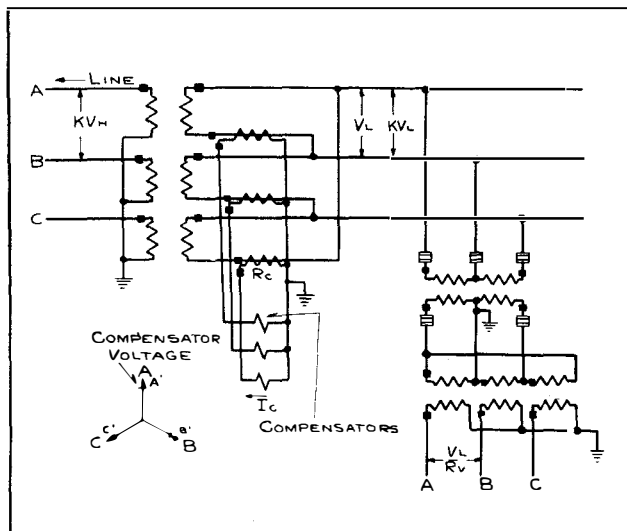 A
LINE
KVH
VL
KVL
B
C
RC
COMPENSATOR
VOLTAGE
A
A'
IC
COMPENSATORS
C'
B'
C
B
VL
RV
A
B
C